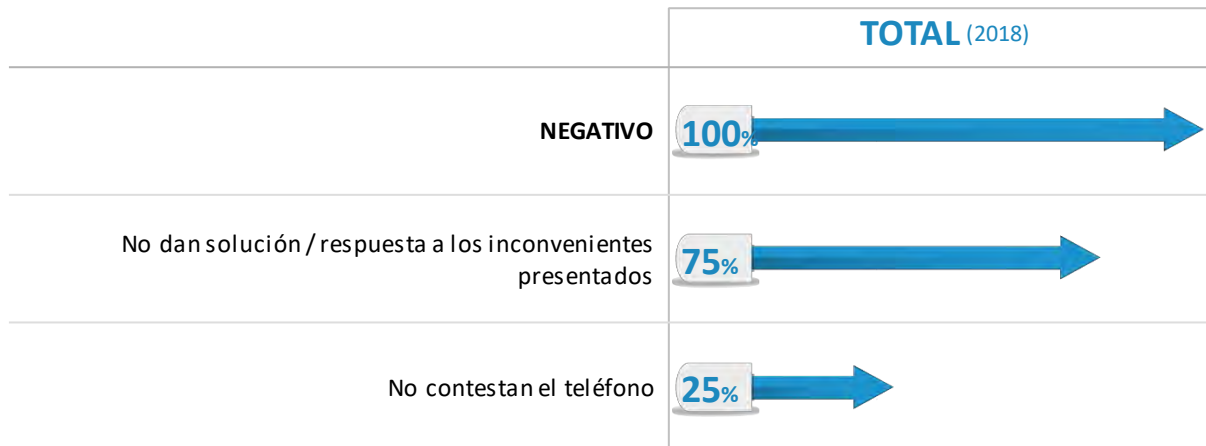 TOTAL (2018)
NEGATIVO 100%
No dan solución / respuesta a los inconvenientes
presentados 75%
No contestan el teléfono 25%